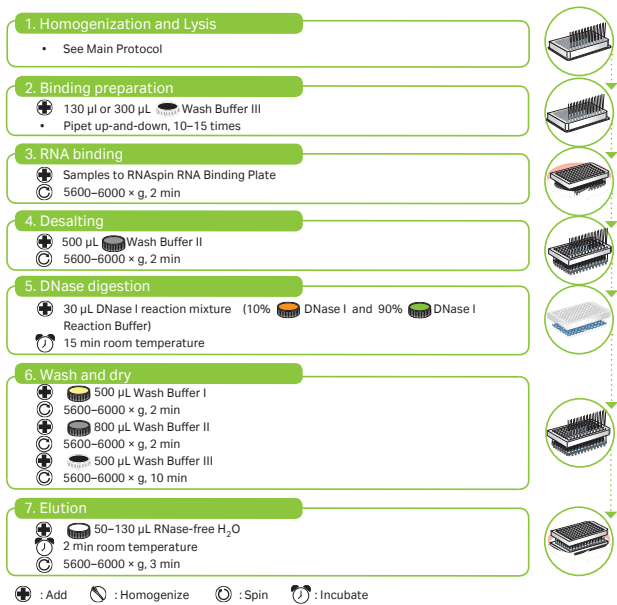 1. Homogenization and Lysis
• See Main Protocol
2. Binding preparation
130 µl or 300 µL Wash Buffer III
• Pipet up-and-down, 10–15 times
3. RNA binding
Samples to RNAspin RNA Binding Plate
5600–6000 × g, 2 min
4. Desalting
500 µL Wash Buffer II
5600–6000 × g, 2 min
5. DNase digestion
30 µL DNase I reaction mixture (10% DNase I and 90% DNase I
Reaction Buffer)
15 min room temperature
6. Wash and dry
500 µL Wash Buffer I
5600–6000 × g, 2 min
800 µL Wash Buffer II
5600–6000 × g, 2 min
500 µL Wash Buffer III
5600–6000 × g, 10 min
7. Elution
50–130 µL RNase-free H₂O
2 min room temperature
5600–6000 × g, 3 min
: Add : Homogenize : Spin : Incubate